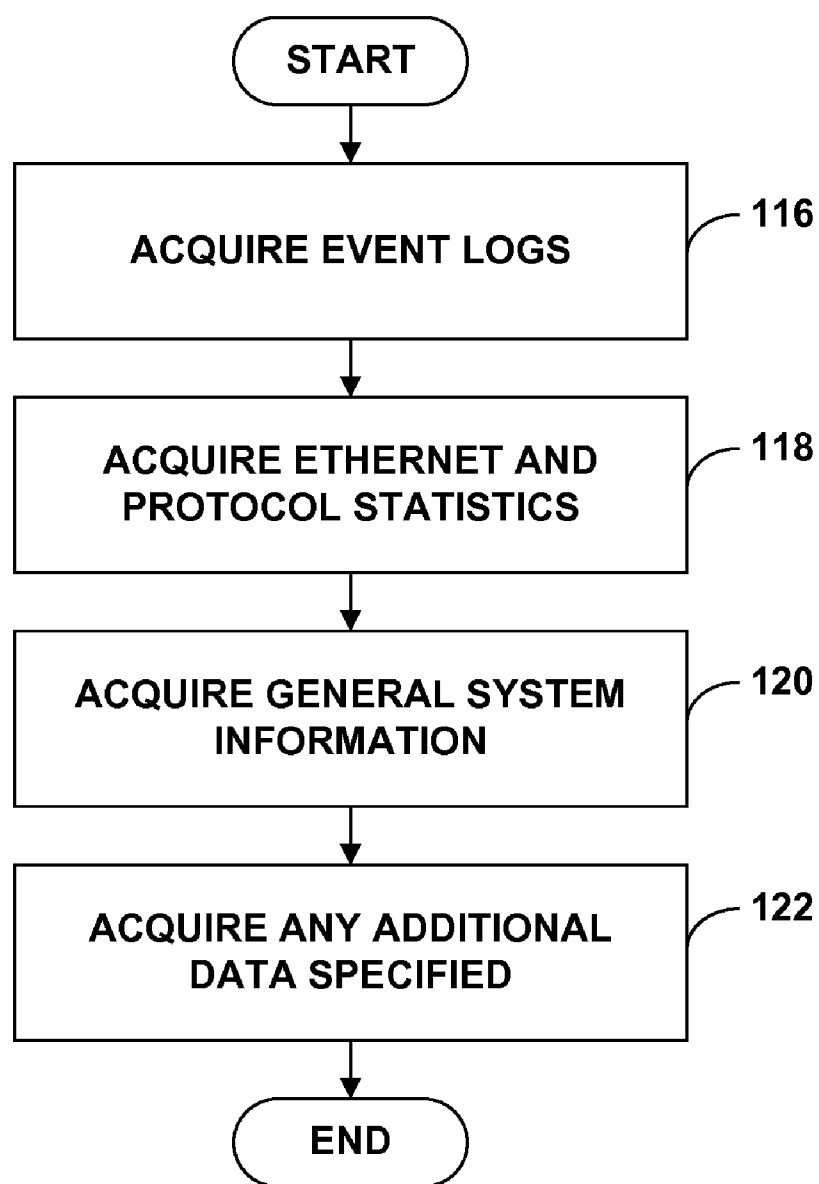 START
ACQUIRE EVENT LOGS
116
ACQUIRE ETHERNET AND
PROTOCOL STATISTICS
118
ACQUIRE GENERAL SYSTEM
INFORMATION
120
ACQUIRE ANY ADDITIONAL
DATA SPECIFIED
122
END